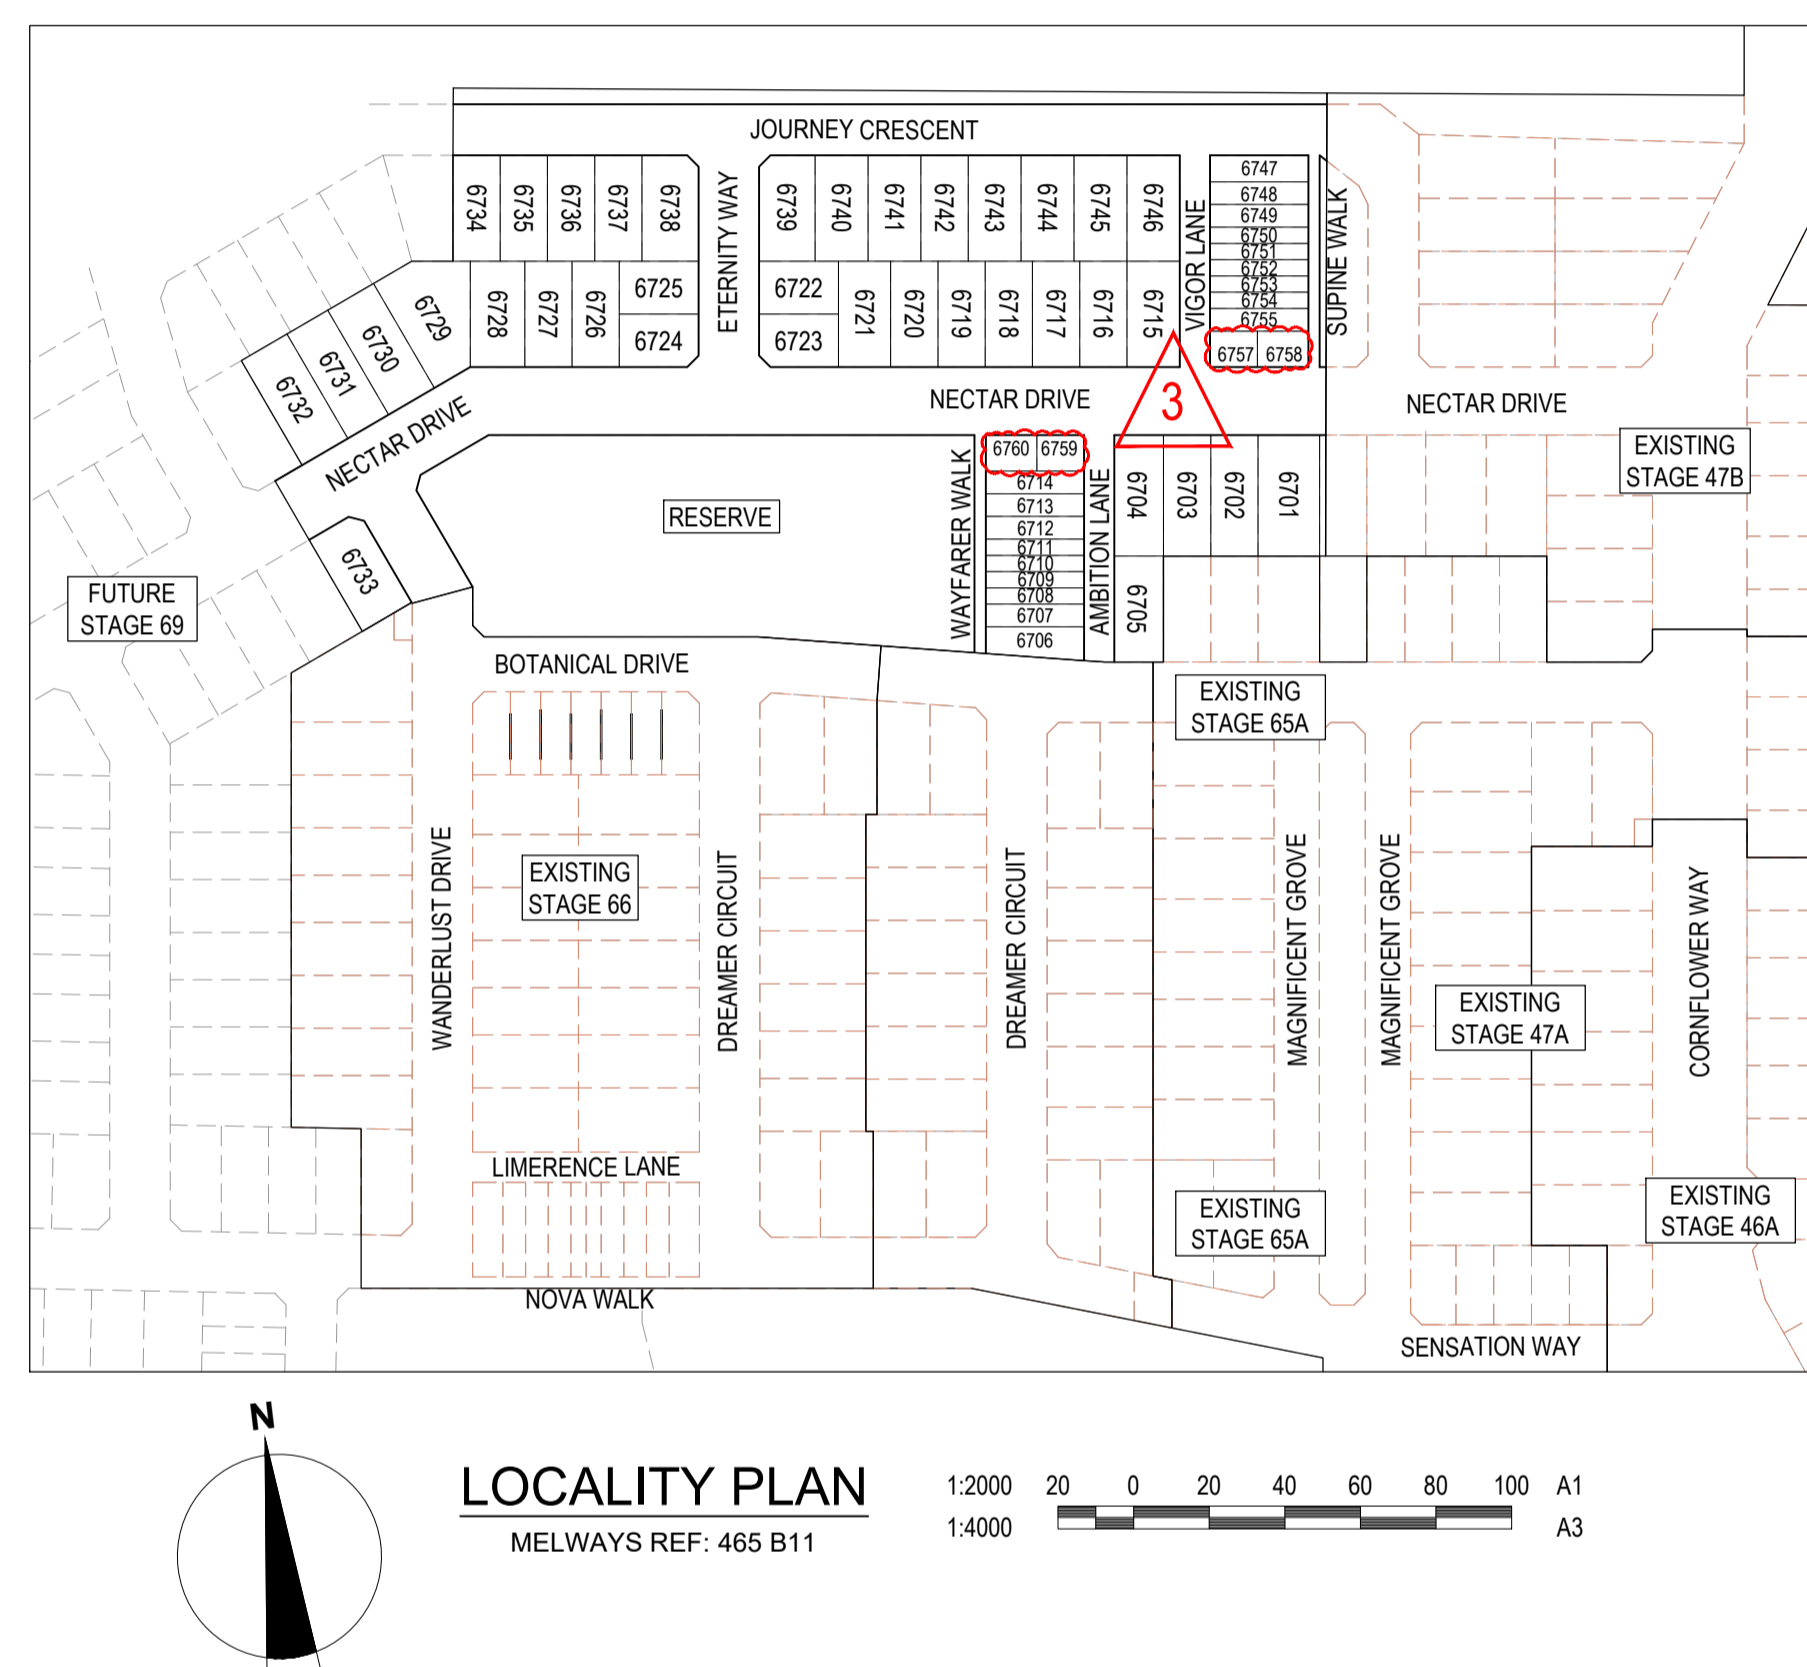 JOURNEY CRESCENT
6734
6735
6736
6737
6738
ETERNITY WAY
6739
6740
6741
6742
6743
6744
6745
6746
VIGOR LANE
6747
6748
6749
6750
6751
6752
6753
6754
6755
6757 6758
SUPINE WALK
6732
6731
6730
6729
6728
6727
6726
6725
6724
6722
6723
6721
6720
6719
6718
6717
6716
6715
3
NECTAR DRIVE
NECTAR DRIVE
NECTAR DRIVE
EXISTING
STAGE 47B
RESERVE
WAYFARER WALK
6760 6759
6714
6713
6712
6711
6710
6709
6708
6707
6706
AMBITION LANE
6704
6703
6702
6701
6705
6733
FUTURE
STAGE 69
BOTANICAL DRIVE
EXISTING
STAGE 65A
WANDERLUST DRIVE
EXISTING
STAGE 66
DREAMER CIRCUIT
DREAMER CIRCUIT
MAGNIFICENT GROVE
MAGNIFICENT GROVE
EXISTING
STAGE 47A
CORNFLOWER WAY
LIMERENCE LANE
EXISTING
STAGE 65A
EXISTING
STAGE 46A
NOVA WALK
SENSATION WAY
N
LOCALITY PLAN
MELWAYS REF: 465 B11
1:2000 20 0 20 40 60 80 100 A1
1:4000 A3